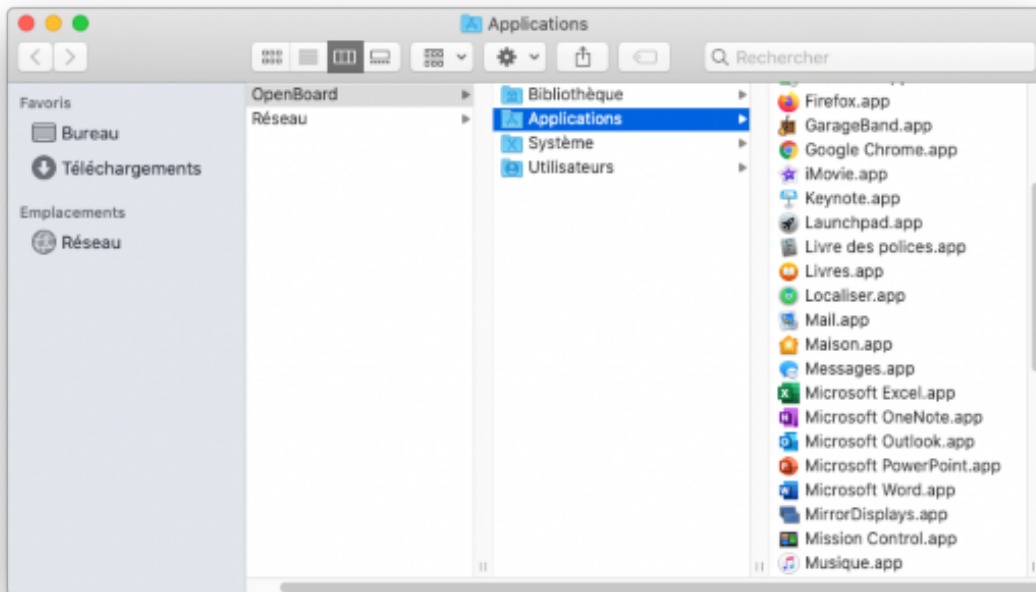 Applications
Rechercher
Favoris
Bureau
Téléchargements
Emplacements
Réseau
OpenBoard
Réseau
Bibliothèque
Applications
Système
Utilisateurs
Firefox.app
GarageBand.app
Google Chrome.app
iMovie.app
Keynote.app
Launchpad.app
Livre des polices.app
Livres.app
Localiser.app
Mail.app
Maison.app
Messages.app
Microsoft Excel.app
Microsoft OneNote.app
Microsoft Outlook.app
Microsoft PowerPoint.app
Microsoft Word.app
MirrorDisplays.app
Mission Control.app
Musique.app